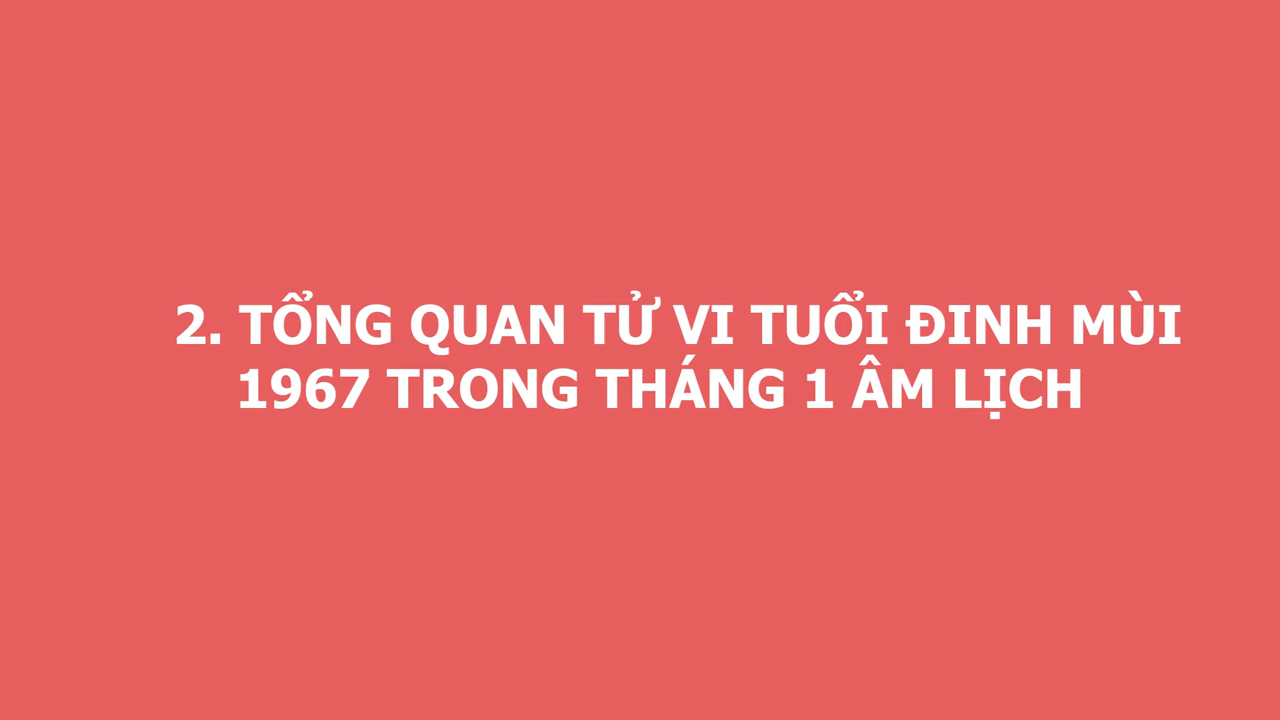 2. TỔNG QUAN TỬ VI TUỔI ĐINH MÙI
1967 TRONG THÁNG 1 ÂM LỊCH